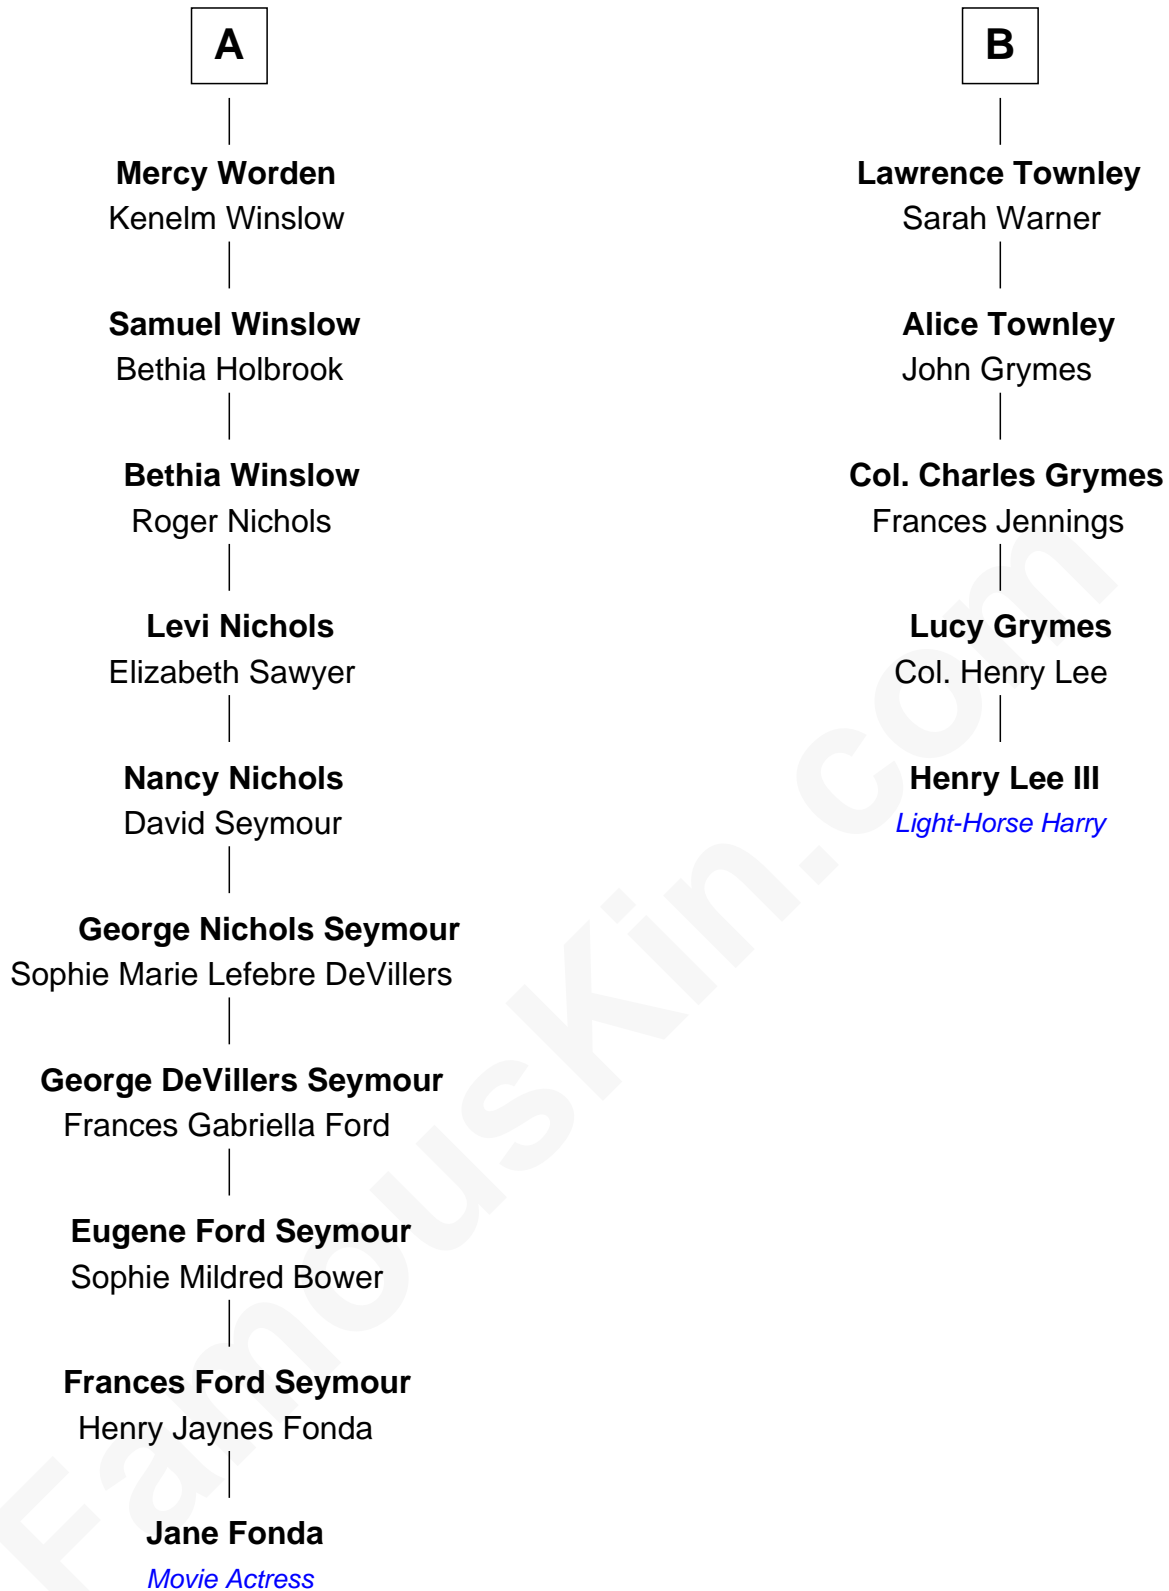 A
Mercy Worden
Kenelm Winslow
Samuel Winslow
Bethia Holbrook
Bethia Winslow
Roger Nichols
Levi Nichols
Elizabeth Sawyer
Nancy Nichols
David Seymour
George Nichols Seymour
Sophie Marie Lefebre DeVillers
George DeVillers Seymour
Frances Gabriella Ford
Eugene Ford Seymour
Sophie Mildred Bower
Frances Ford Seymour
Henry Jaynes Fonda
Jane Fonda
Movie Actress
B
Lawrence Townley
Sarah Warner
Alice Townley
John Grymes
Col. Charles Grymes
Frances Jennings
Lucy Grymes
Col. Henry Lee
Henry Lee III
Light-Horse Harry
FamousKin.com